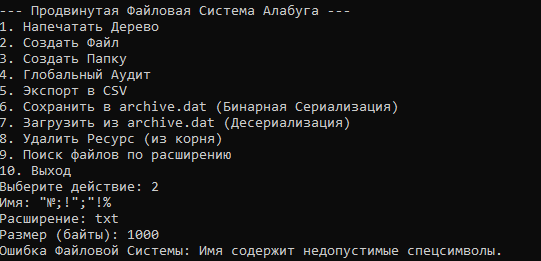 --- Продвинутая Файловая Система Алабуга ---
1. Напечатать Дерево
2. Создать Файл
3. Создать Папку
4. Глобальный Аудит
5. Экспорт в CSV
6. Сохранить в archive.dat (Бинарная Сериализация)
7. Загрузить из archive.dat (Десериализация)
8. Удалить Ресурс (из корня)
9. Поиск файлов по расширению
10. Выход
Выберите действие: 2
Имя: "№;!";"!%
Расширение: txt
Размер (байты): 1000
Ошибка Файловой Системы: Имя содержит недопустимые спецсимволы.